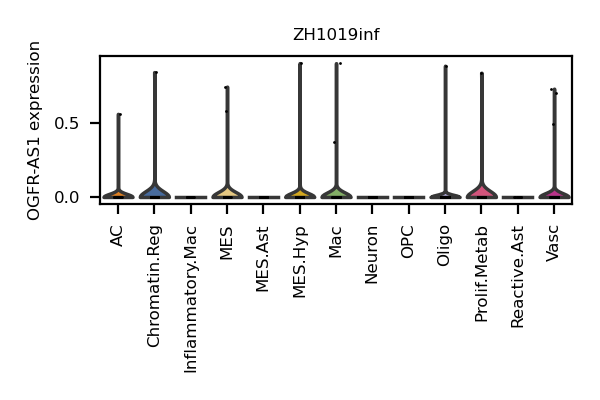 ZH1019inf
OGFR-AS1 expression
0.5
0.0
AC
Chromatin.Reg
Inflammatory.Mac
MES
MES.Ast
MES.Hyp
Mac
Neuron
OPC
Oligo
Prolif.Metab
Reactive.Ast
Vasc